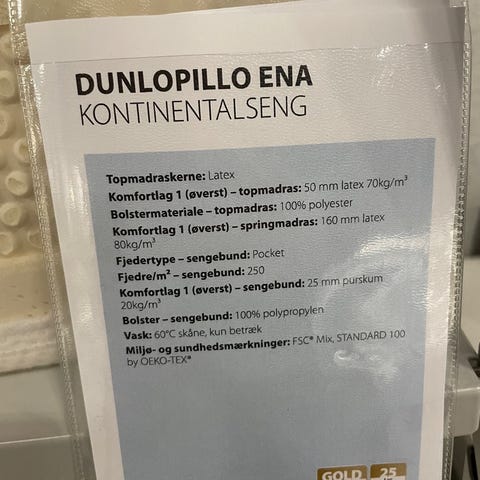 DUNLOPILLO ENA
KONTINENTALSENG
Topmadraskerne: Latex
Komfortlag 1 (øverst) – topmadras: 50 mm latex 70kg/m³
Bolstermateriale – topmadras: 100% polyester
Komfortlag 1 (øverst) – springmadras: 160 mm latex
80kg/m³
Fjedertype – sengebund: Pocket
Fjedre/m² – sengebund: 250
Komfortlag 1 (øverst) – sengebund: 25 mm purskum
20kg/m³
Bolster – sengebund: 100% polypropylen
Vask: 60°C skåne, kun betræk
Miljø- og sundhedsmærkninger: FSC® Mix, STANDARD 100
by OEKO-TEX®
GOLD 25